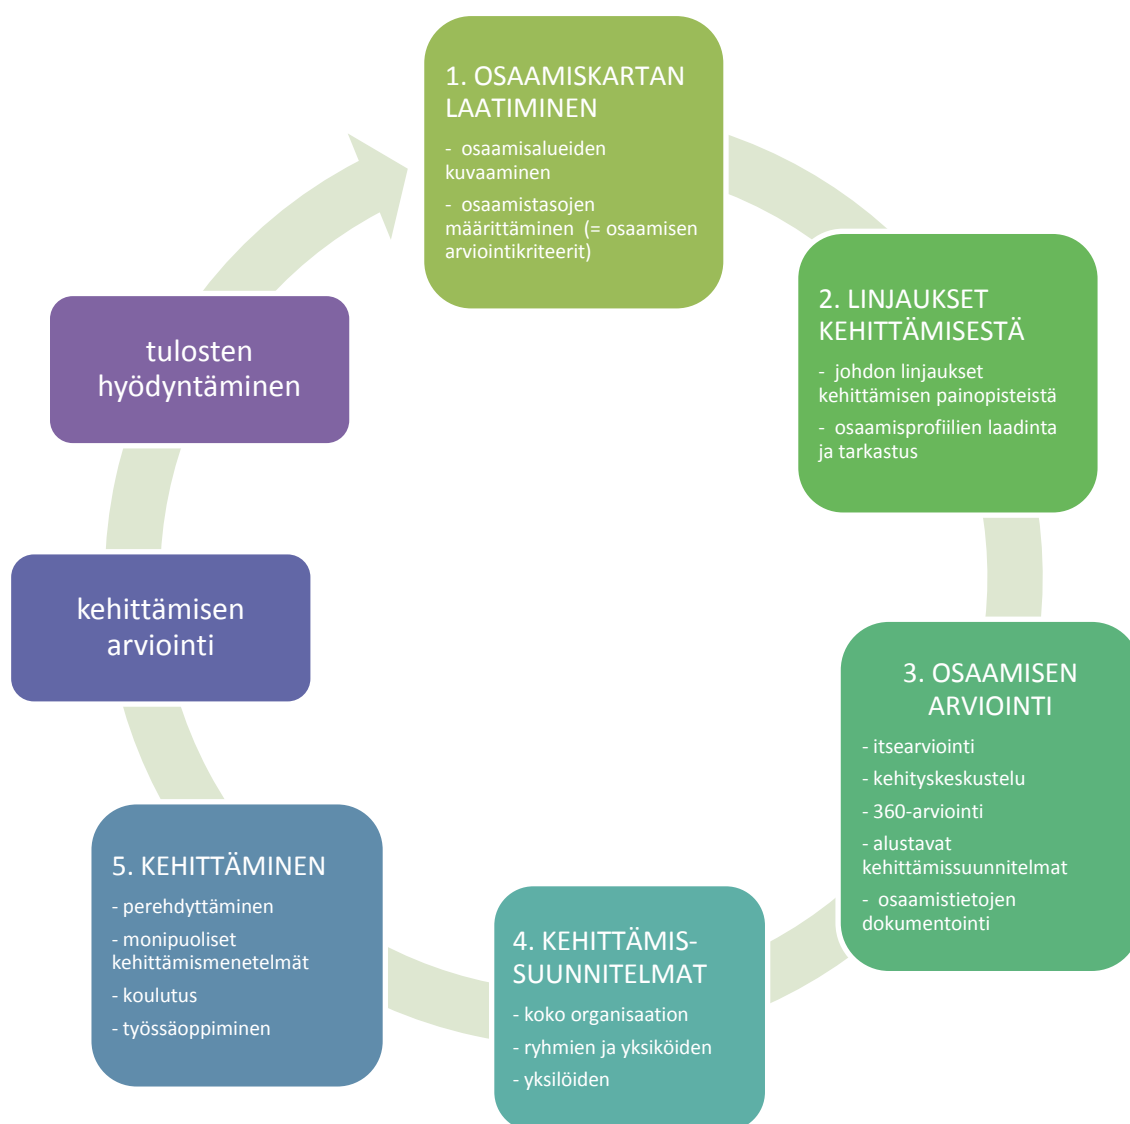 1. OSAAMISKARTAN
LAATIMINEN
- osaamisalueiden
kuvaaminen
- osaamistasojen
määrittäminen (= osaamisen
arviointikriteerit)
2. LINJAUKSET
KEHITTÄMISESTÄ
- johdon linjaukset
kehittämisen painopisteistä
- osaamisprofiilien laadinta
ja tarkastus
3. OSAAMISEN
ARVIOINTI
- itsearviointi
- kehityskeskustelu
- 360-arviointi
- alustavat
kehittämissuunnitelmat
- osaamistietojen
dokumentointi
4. KEHITTÄMIS-
SUUNNITELMAT
- koko organisaation
- ryhmien ja yksiköiden
- yksilöiden
5. KEHITTÄMINEN
- perehdyttäminen
- monipuoliset
kehittämismenetelmät
- koulutus
- työssäoppiminen
kehittämisen
arviointi
tulosten
hyödyntäminen